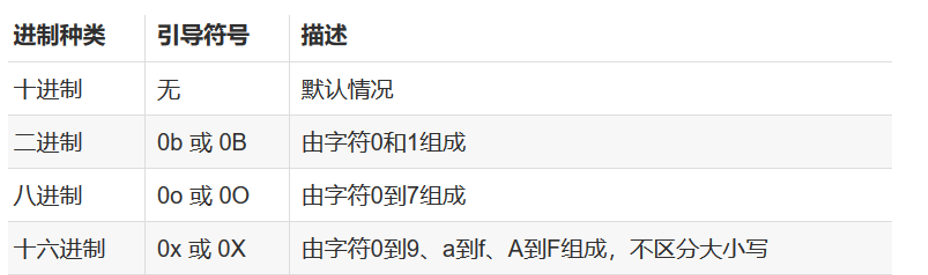 进制种类 引导符号 描述
十进制 无 默认情况
二进制 0b 或 0B 由字符0和1组成
八进制 0o 或 0O 由字符0到7组成
十六进制 0x 或 0X 由字符0到9、a到f、A到F组成，不区分大小写